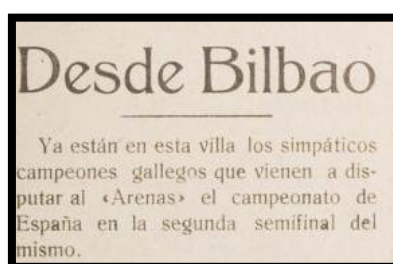 Desde Bilbao
Ya están en esta villa los simpáticos
campeones gallegos que vienen a dis-
putar al «Arenas» el campeonato de
España en la segunda semifinal del
mismo.